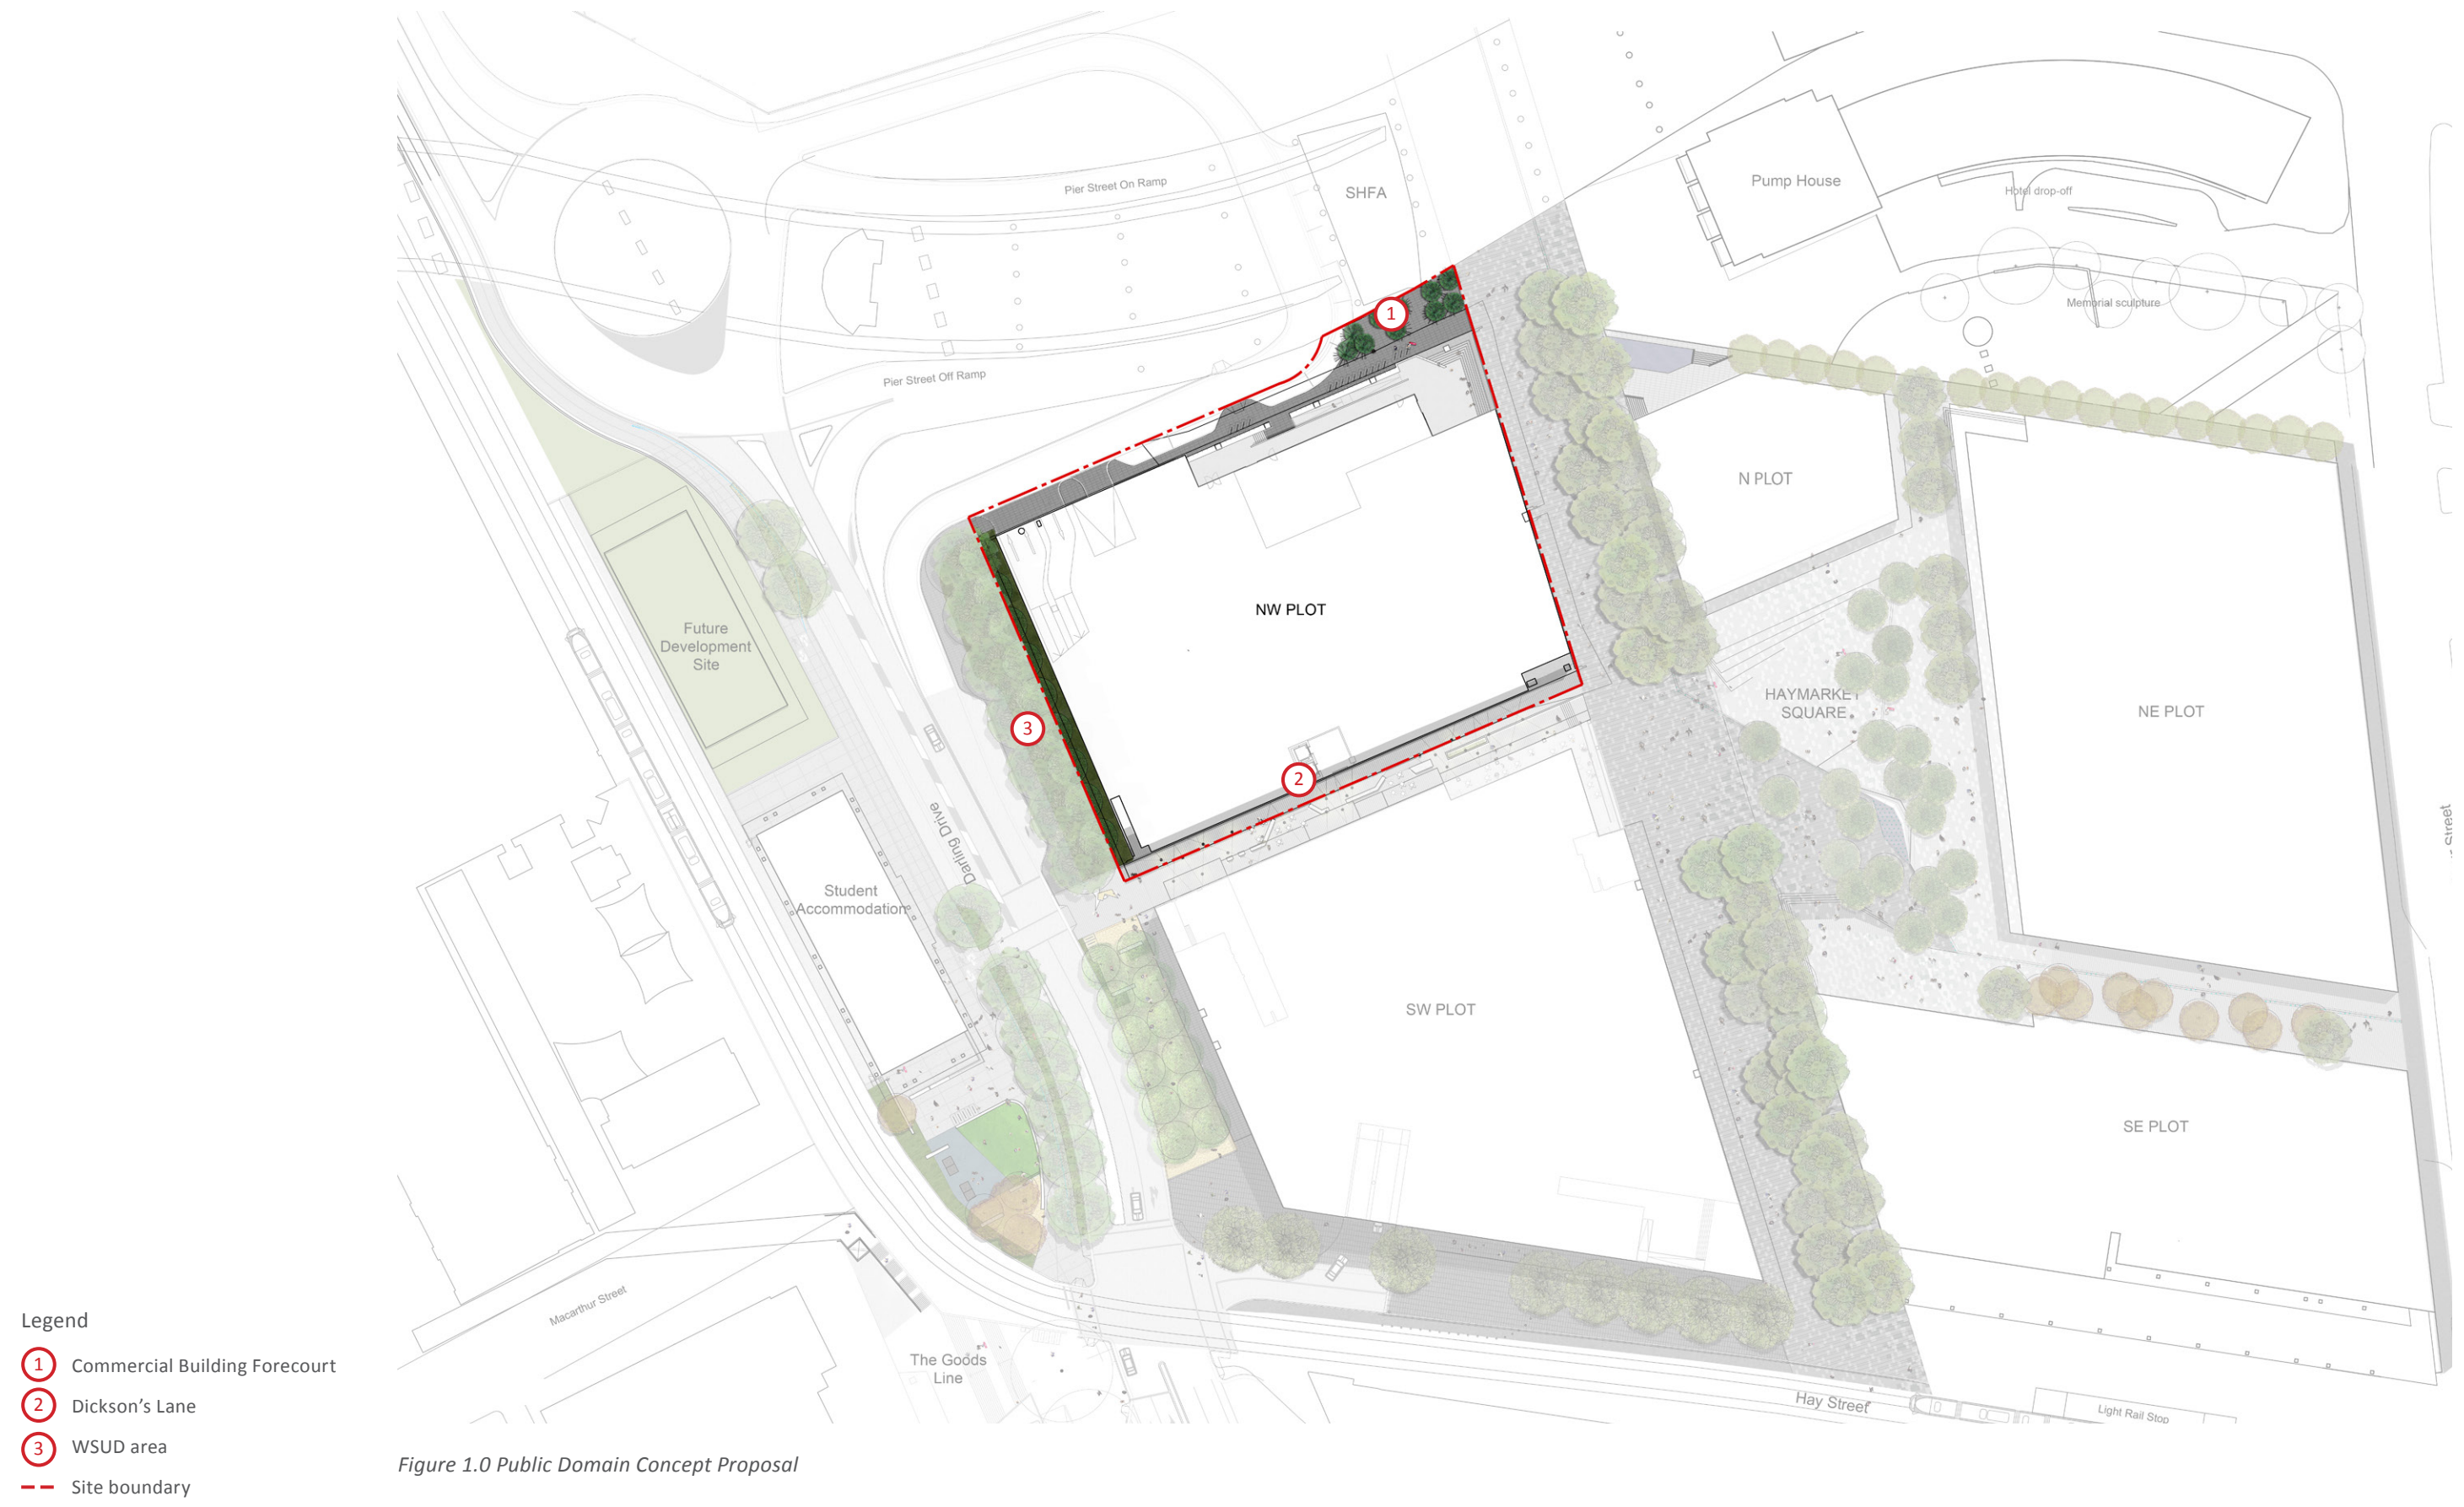 Pier Street On Ramp
SHFA
Pump House
Hotel drop-off
Memorial sculpture
1
Pier Street Off Ramp
N PLOT
NW PLOT
Future
Development
Site
HAYMARKET
SQUARE
NE PLOT
3
2
Darling Drive
Street
Student
Accommodation
SW PLOT
SE PLOT
Macarthur Street
The Goods
Line
Hay Street
Light Rail Stop
Legend
1 Commercial Building Forecourt
2 Dickson’s Lane
3 WSUD area
Site boundary
Figure 1.0 Public Domain Concept Proposal